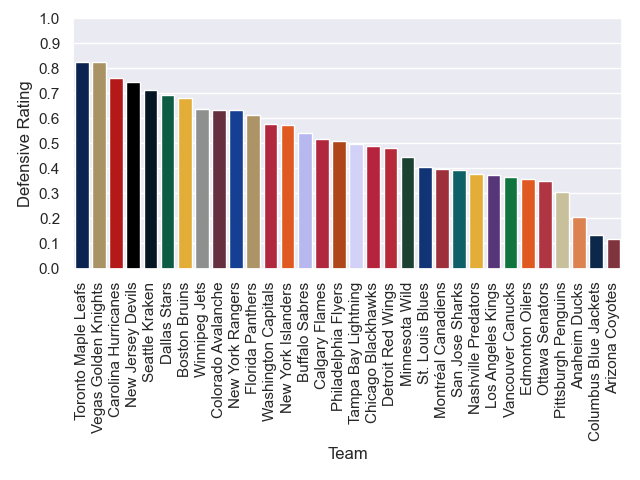 1.0
0.9
0.8
0.7
0.6
0.5
0.4
0.3
0.2
0.1
0.0
Defensive Rating
Toronto Maple Leafs
Vegas Golden Knights
Carolina Hurricanes
New Jersey Devils
Seattle Kraken
Dallas Stars
Boston Bruins
Winnipeg Jets
Colorado Avalanche
New York Rangers
Florida Panthers
Washington Capitals
New York Islanders
Buffalo Sabres
Calgary Flames
Philadelphia Flyers
Tampa Bay Lightning
Chicago Blackhawks
Detroit Red Wings
Minnesota Wild
St. Louis Blues
Montréal Canadiens
San Jose Sharks
Nashville Predators
Los Angeles Kings
Vancouver Canucks
Edmonton Oilers
Ottawa Senators
Pittsburgh Penguins
Anaheim Ducks
Columbus Blue Jackets
Arizona Coyotes
Team